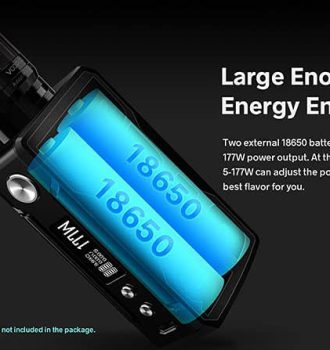 Large Eno
Energy En
Two external 18650 batte
177W power output. At th
5-177W can adjust the po
best flavor for you.
18650
18650
not included in the package.